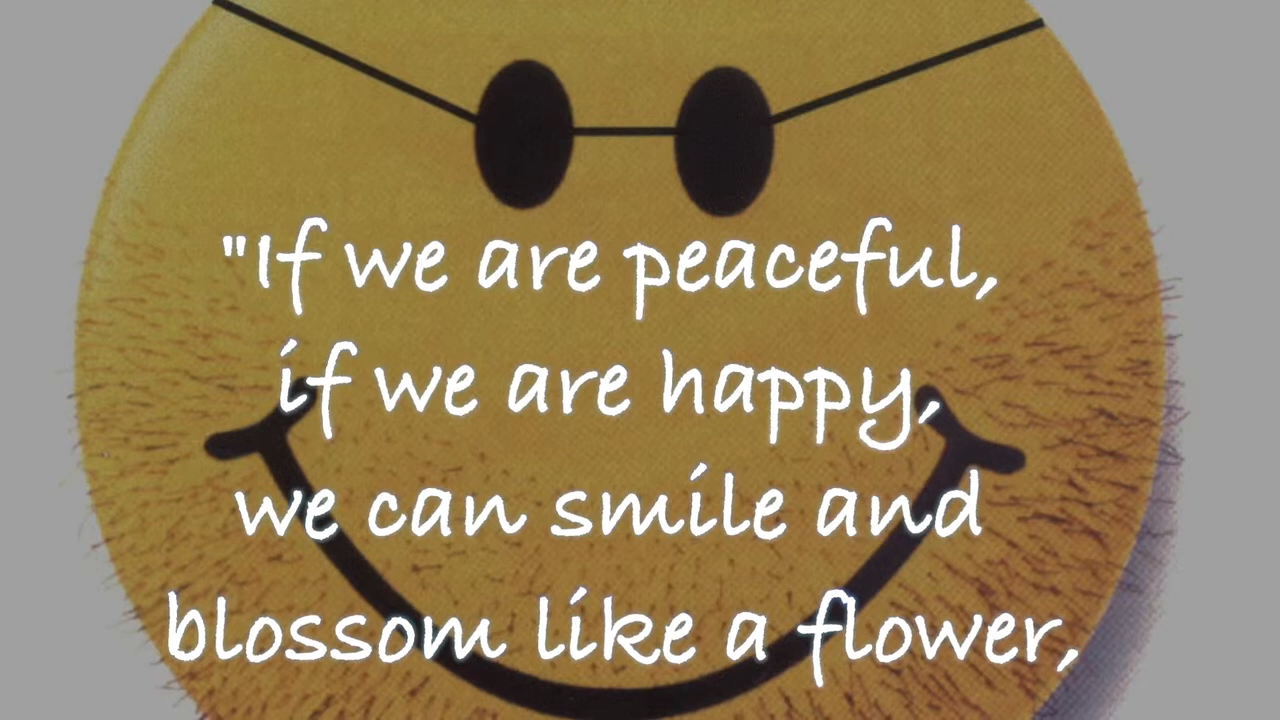 "If we are peaceful,
if we are happy,
we can smile and
blossom like a flower,